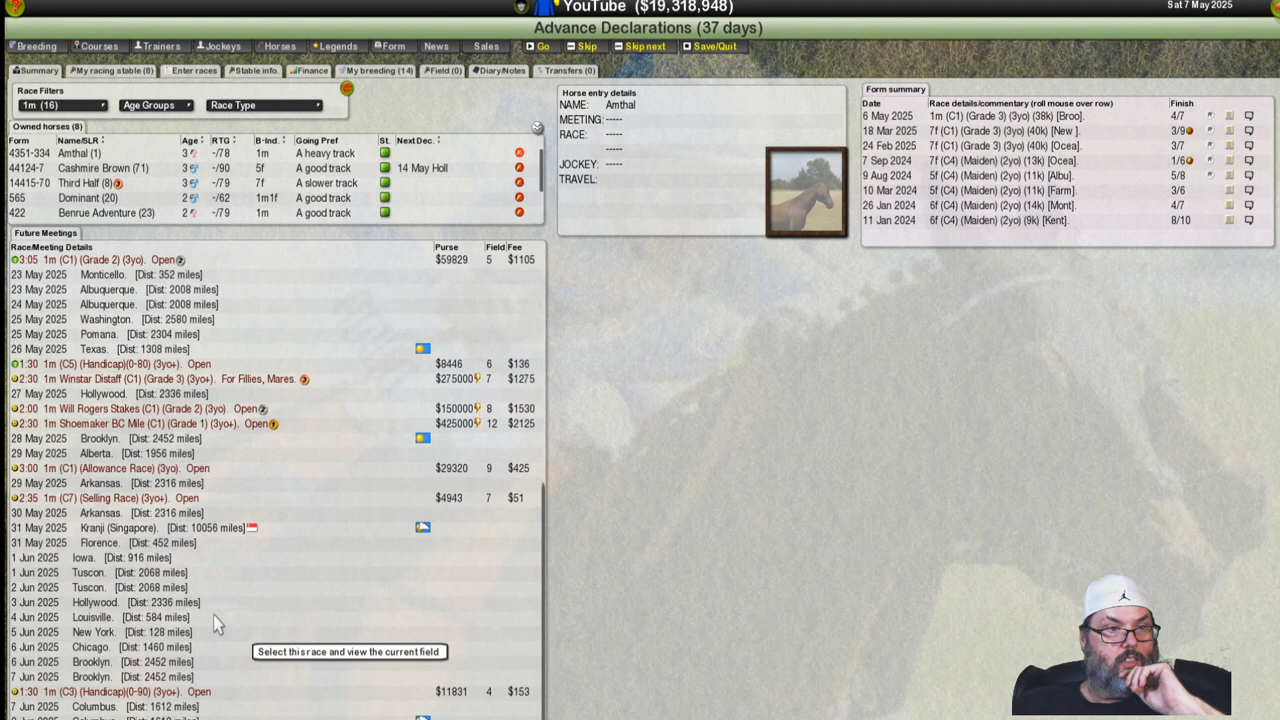 YouTube ($19,318,948)
Sat 7 May 2025
Advance Declarations (37 days)
Breeding Courses Trainers Jockeys Horses Legends Form News Sales Go Skip Skip next Save/Quit
Summary My racing stable (8) Enter races Stable info. Finance My breeding (14) Field (0) Diary/Notes Transfers (0)
Race Filters
1m (16) Age Groups Race Type
Owned horses (8)
Form Name/SLR Age RTG B-Ind. Going Pref St. Next Dec.
4351-334 Amthal (1) 3 -/78 1m A heavy track
44124-7 Cashmire Brown (71) 3 -/90 5f A good track 14 May Holl
14415-70 Third Half (8) 3 -/79 7f A slower track
565 Dominant (20) 2 -/62 1m1f A good track
422 Benrue Adventure (23) 2 -/79 1m A good track
Future Meetings
Race/Meeting Details Purse Field Fee
3:05 1m (C1) (Grade 2) (3yo). Open $59829 5 $1105
23 May 2025 Monticello. [Dist: 352 miles]
23 May 2025 Albuquerque. [Dist: 2008 miles]
24 May 2025 Albuquerque. [Dist: 2008 miles]
25 May 2025 Washington. [Dist: 2580 miles]
25 May 2025 Pomana. [Dist: 2304 miles]
26 May 2025 Texas. [Dist: 1308 miles]
1:30 1m (C5) (Handicap)(0-80) (3yo+). Open $8446 6 $136
2:30 1m Winstar Distaff (C1) (Grade 3) (3yo+). For Fillies, Mares. $275000 7 $1275
27 May 2025 Hollywood. [Dist: 2336 miles]
2:00 1m Will Rogers Stakes (C1) (Grade 2) (3yo). Open $150000 8 $1530
2:30 1m Shoemaker BC Mile (C1) (Grade 1) (3yo+). Open $425000 12 $2125
28 May 2025 Brooklyn. [Dist: 2452 miles]
29 May 2025 Alberta. [Dist: 1956 miles]
3:00 1m (C1) (Allowance Race) (3yo). Open $29320 9 $425
29 May 2025 Arkansas. [Dist: 2316 miles]
2:35 1m (C7) (Selling Race) (3yo+). Open $4943 7 $51
30 May 2025 Arkansas. [Dist: 2316 miles]
31 May 2025 Kranji (Singapore). [Dist: 10056 miles]
31 May 2025 Florence. [Dist: 452 miles]
1 Jun 2025 Iowa. [Dist: 916 miles]
1 Jun 2025 Tuscon. [Dist: 2068 miles]
2 Jun 2025 Tuscon. [Dist: 2068 miles]
3 Jun 2025 Hollywood. [Dist: 2336 miles]
4 Jun 2025 Louisville. [Dist: 584 miles]
5 Jun 2025 New York. [Dist: 128 miles]
6 Jun 2025 Chicago. [Dist: 1460 miles]
6 Jun 2025 Brooklyn. [Dist: 2452 miles]
7 Jun 2025 Brooklyn. [Dist: 2452 miles]
1:30 1m (C3) (Handicap)(0-90) (3yo+). Open $11831 4 $153
7 Jun 2025 Columbus. [Dist: 1612 miles]
Select this race and view the current field
Horse entry details
NAME: Amthal
MEETING: -----
RACE: -----
-----
JOCKEY: -----
TRAVEL:
Form summary
Date Race details/commentary (roll mouse over row) Finish
6 May 2025 1m (C1) (Grade 3) (3yo) (38k) [Broo]. 4/7
18 Mar 2025 7f (C1) (Grade 3) (3yo) (40k) [New ]. 3/9
24 Feb 2025 7f (C1) (Grade 3) (3yo) (40k) [Ocea]. 3/7
7 Sep 2024 7f (C4) (Maiden) (2yo) (13k) [Ocea]. 1/6
9 Aug 2024 5f (C4) (Maiden) (2yo) (11k) [Albu]. 5/8
10 Mar 2024 5f (C4) (Maiden) (2yo) (11k) [Farm]. 3/6
26 Jan 2024 6f (C4) (Maiden) (2yo) (14k) [Mont]. 4/7
11 Jan 2024 6f (C4) (Maiden) (2yo) (9k) [Kent]. 8/10